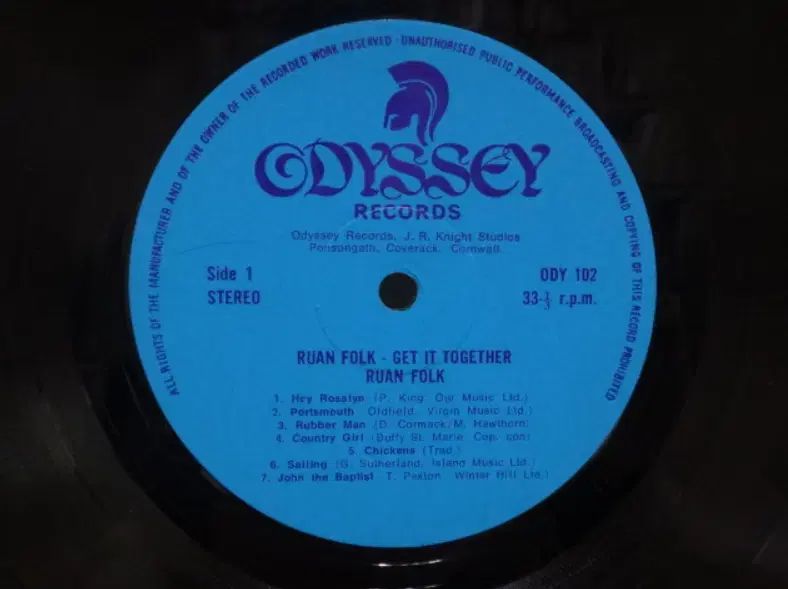 ALL RIGHTS OF THE MANUFACTURER AND OF THE OWNER OF THE RECORDED WORK RESERVED · UNAUTHORISED PUBLIC PERFORMANCE BROADCASTING AND COPYING OF THIS RECORD PROHIBITED
ODYSSEY
RECORDS
Odyssey Records, J. R. Knight Studios
Ponsongath, Coverack, Cornwall.
Side 1
ODY 102
STEREO
33-1/3 r.p.m.
RUAN FOLK - GET IT TOGETHER
RUAN FOLK
1. Hey Rosalyn (P. King, Our Music Ltd.)
2. Portsmouth Oldfield, Virgin Music Ltd.)
3. Rubber Man (D. Cormack/M. Hawthorn)
4. Country Girl (Buffy St. Marie, Cop. con)
5. Chickens (Trad.)
6. Sailing (G. Sutherland, Island Music Ltd.)
7. John the Baptist T. Paxton, Winter Hill Ltd.)